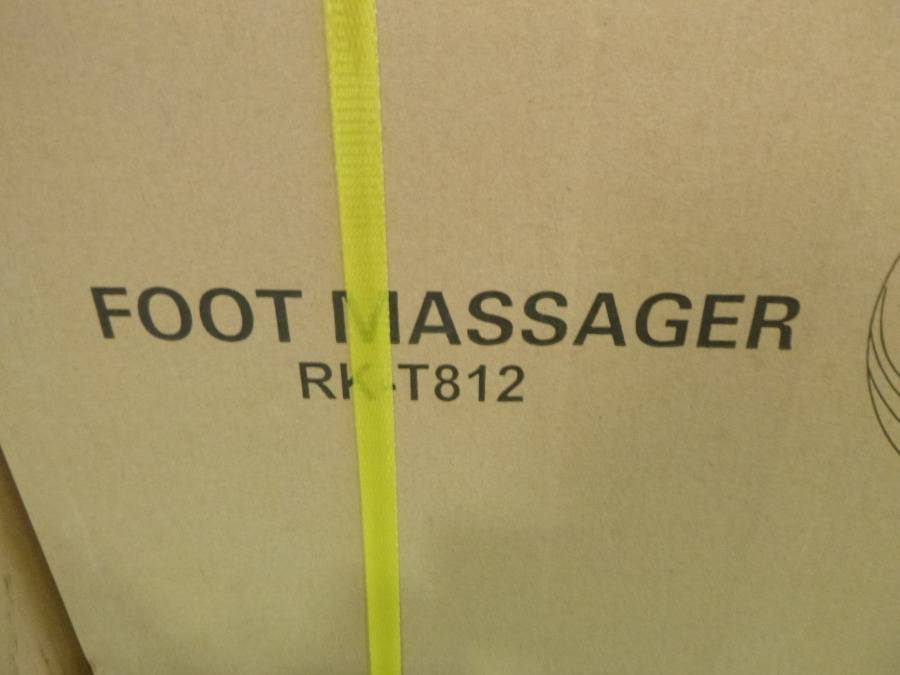 FOOT MASSAGER
RK-T812